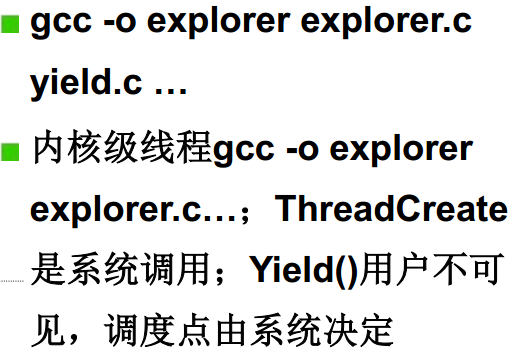 gcc -o explorer explorer.c
yield.c …
内核级线程gcc -o explorer
explorer.c…；ThreadCreate
是系统调用；Yield()用户不可
见，调度点由系统决定